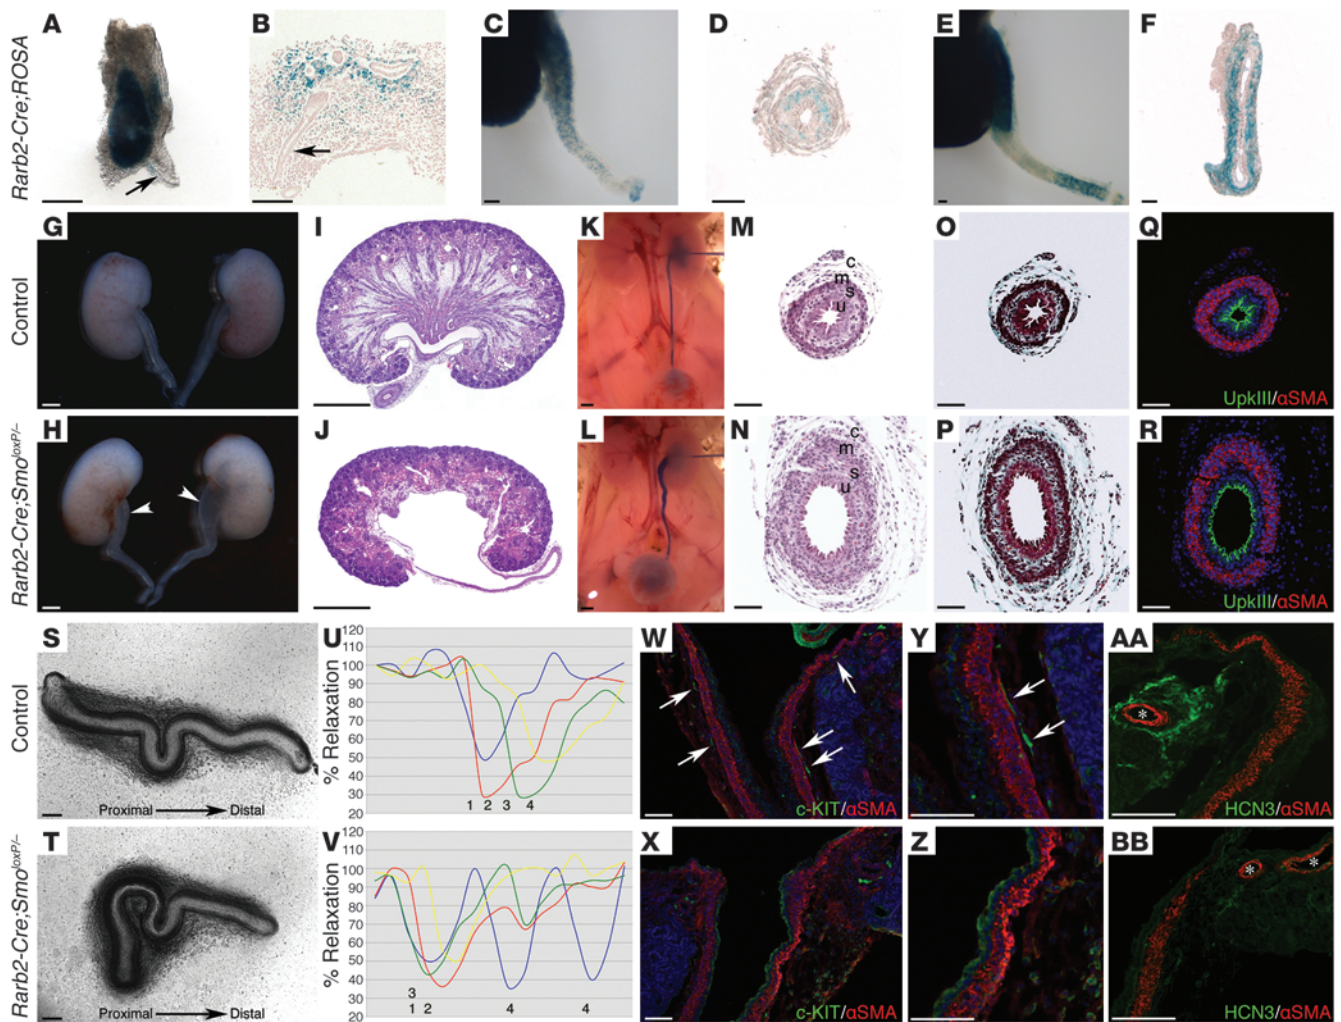 A
B
C
D
E
F
Rarb2-Cre;ROSA
G
I
K
M
O
Q
Control
c
m
s
u
UpkIII/αSMA
H
J
L
N
P
R
Rarb2-Cre;Smo^loxP/–
c
m
s
u
UpkIII/αSMA
S
U
W
Y
AA
Control
Proximal
Distal
% Relaxation
120
110
100
90
80
70
60
50
40
30
20
1 2 3 4
c-KIT/αSMA
*
HCN3/αSMA
T
V
X
Z
BB
Rarb2-Cre;Smo^loxP/–
Proximal
Distal
% Relaxation
120
110
100
90
80
70
60
50
40
30
20
3
1 2 4 4
c-KIT/αSMA
* *
HCN3/αSMA